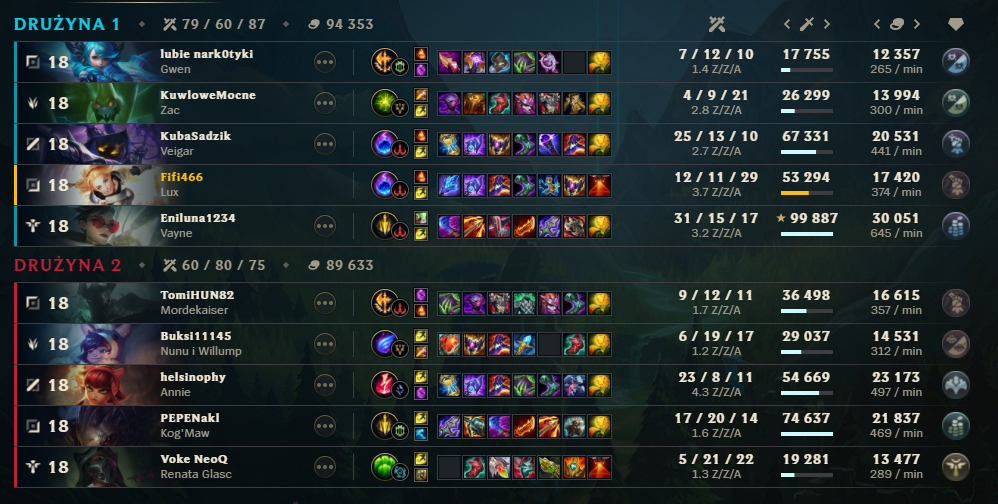 DRUŻYNA 1 79 / 60 / 87 94 353
18 lubie nark0tyki 7 / 12 / 10 17 755 12 357
Gwen 1.4 Z/Z/A 265 / min
18 KuwloweMocne 4 / 9 / 21 26 299 13 994
Zac 2.8 Z/Z/A 300 / min
18 KubaSadzik 25 / 13 / 10 67 331 20 531
Veigar 2.7 Z/Z/A 441 / min
18 Fifi466 12 / 11 / 29 53 294 17 420
Lux 3.7 Z/Z/A 374 / min
18 Eniluna1234 31 / 15 / 17 99 887 30 051
Vayne 3.2 Z/Z/A 645 / min
DRUŻYNA 2 60 / 80 / 75 89 633
18 TomiHUN82 9 / 12 / 11 36 498 16 615
Mordekaiser 1.7 Z/Z/A 357 / min
18 Buksi11145 6 / 19 / 17 29 037 14 531
Nunu i Willump 1.2 Z/Z/A 312 / min
18 helsinophy 23 / 8 / 11 54 669 23 173
Annie 4.3 Z/Z/A 497 / min
18 PEPENakl 17 / 20 / 14 74 637 21 837
Kog'Maw 1.6 Z/Z/A 469 / min
18 Voke NeoQ 5 / 21 / 22 19 281 13 477
Renata Glasc 1.3 Z/Z/A 289 / min